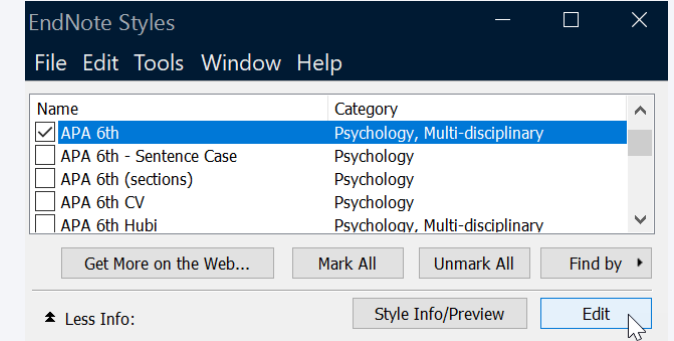 EndNote Styles
File Edit Tools Window Help
Name Category
APA 6th Psychology, Multi-disciplinary
APA 6th - Sentence Case Psychology
APA 6th (sections) Psychology
APA 6th CV Psychology
APA 6th Hubi Psychology, Multi-disciplinary
Get More on the Web... Mark All Unmark All Find by
Less Info: Style Info/Preview Edit